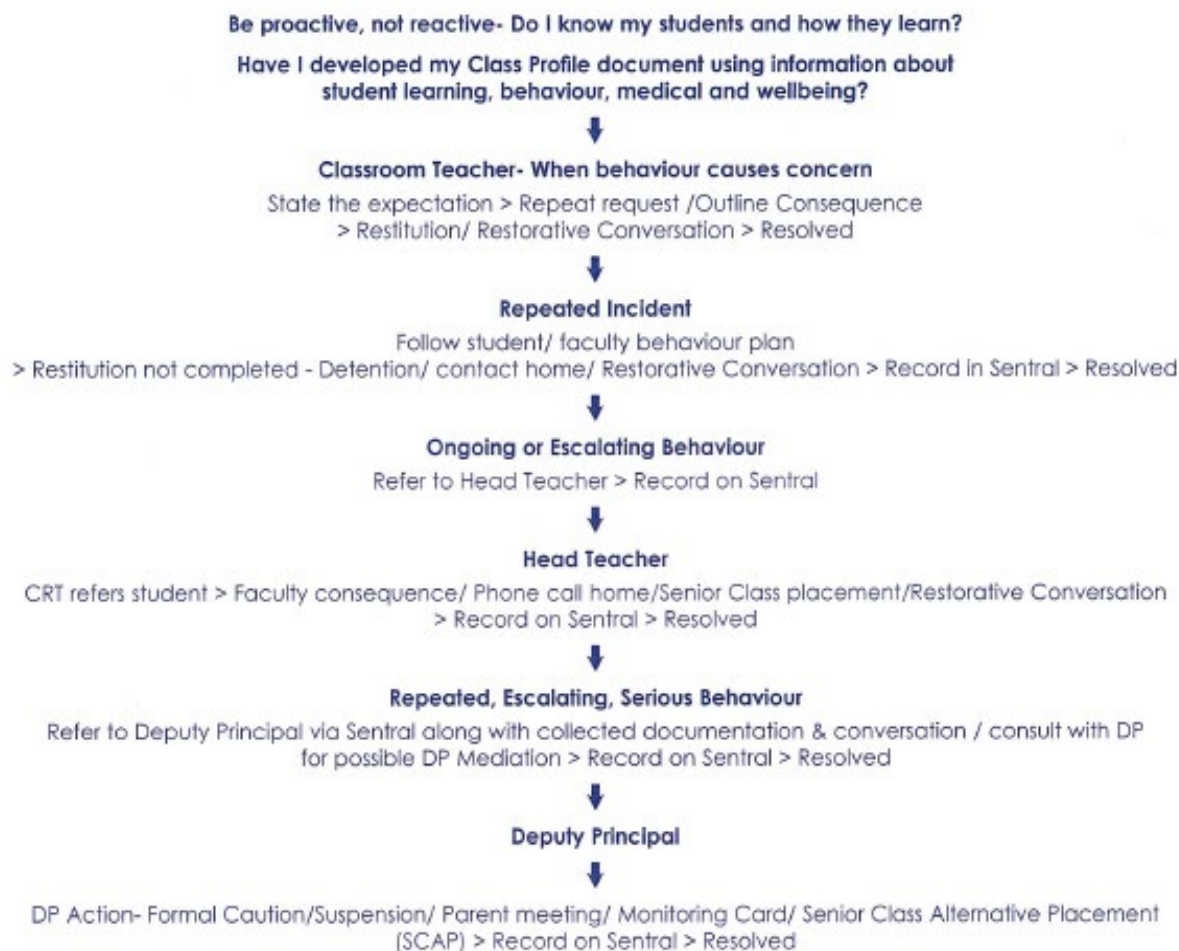 Be proactive, not reactive- Do I know my students and how they learn?
Have I developed my Class Profile document using information about
student learning, behaviour, medical and wellbeing?
Classroom Teacher- When behaviour causes concern
State the expectation > Repeat request /Outline Consequence
> Restitution/ Restorative Conversation > Resolved
Repeated Incident
Follow student/ faculty behaviour plan
> Restitution not completed - Detention/ contact home/ Restorative Conversation > Record in Sentral > Resolved
Ongoing or Escalating Behaviour
Refer to Head Teacher > Record on Sentral
Head Teacher
CRT refers student > Faculty consequence/ Phone call home/Senior Class placement/Restorative Conversation
> Record on Sentral > Resolved
Repeated, Escalating, Serious Behaviour
Refer to Deputy Principal via Sentral along with collected documentation & conversation / consult with DP
for possible DP Mediation > Record on Sentral > Resolved
Deputy Principal
DP Action- Formal Caution/Suspension/ Parent meeting/ Monitoring Card/ Senior Class Alternative Placement
(SCAP) > Record on Sentral > Resolved